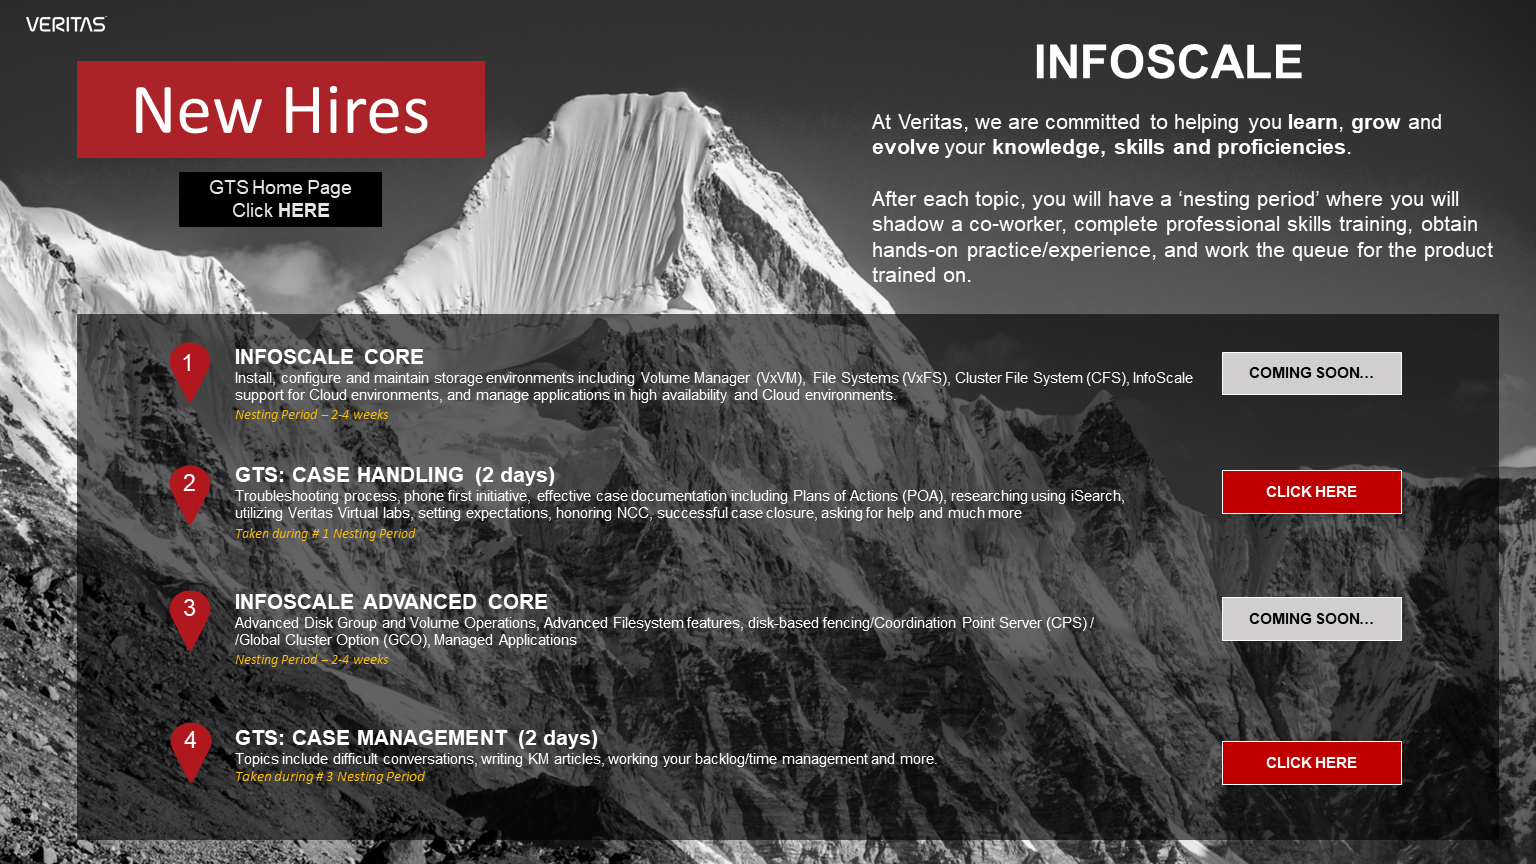 VERITAS
New Hires
GTS Home Page
Click HERE
INFOSCALE
At Veritas, we are committed to helping you learn, grow and
evolve your knowledge, skills and proficiencies.
After each topic, you will have a ‘nesting period’ where you will
shadow a co-worker, complete professional skills training, obtain
hands-on practice/experience, and work the queue for the product
trained on.
1
INFOSCALE CORE
Install, configure and maintain storage environments including Volume Manager (VxVM), File Systems (VxFS), Cluster File System (CFS), InfoScale
support for Cloud environments, and manage applications in high availability and Cloud environments.
Nesting Period – 2-4 weeks
COMING SOON…
2
GTS: CASE HANDLING (2 days)
Troubleshooting process, phone first initiative, effective case documentation including Plans of Actions (POA), researching using iSearch,
utilizing Veritas Virtual labs, setting expectations, honoring NCC, successful case closure, asking for help and much more
Taken during # 1 Nesting Period
CLICK HERE
3
INFOSCALE ADVANCED CORE
Advanced Disk Group and Volume Operations, Advanced Filesystem features, disk-based fencing/Coordination Point Server (CPS) /
/Global Cluster Option (GCO), Managed Applications
Nesting Period – 2-4 weeks
COMING SOON…
4
GTS: CASE MANAGEMENT (2 days)
Topics include difficult conversations, writing KM articles, working your backlog/time management and more.
Taken during # 3 Nesting Period
CLICK HERE